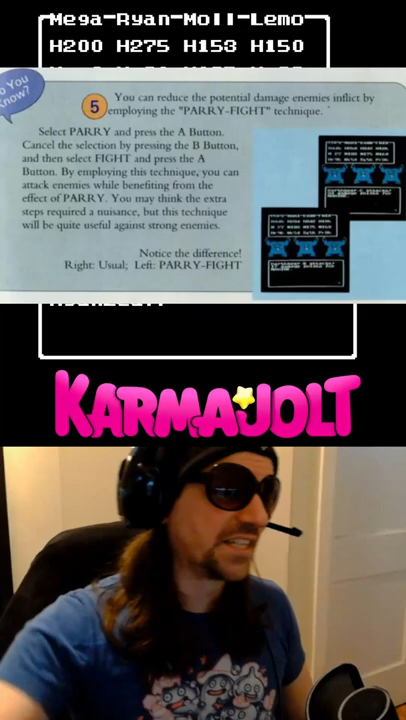 Mega-Ryan-Moll-Lemo
H200 H275 H153 H150
o You
Know?
5
You can reduce the potential damage enemies inflict by
employing the "PARRY-FIGHT" technique.
Select PARRY and press the A Button.
Cancel the selection by pressing the B Button,
and then select FIGHT and press the A
Button. By employing this technique, you can
attack enemies while benefiting from the
effect of PARRY. You may think the extra
steps required a nuisance, but this technique
will be quite useful against strong enemies.
Notice the difference!
Right: Usual; Left: PARRY-FIGHT
KARMAJOLT